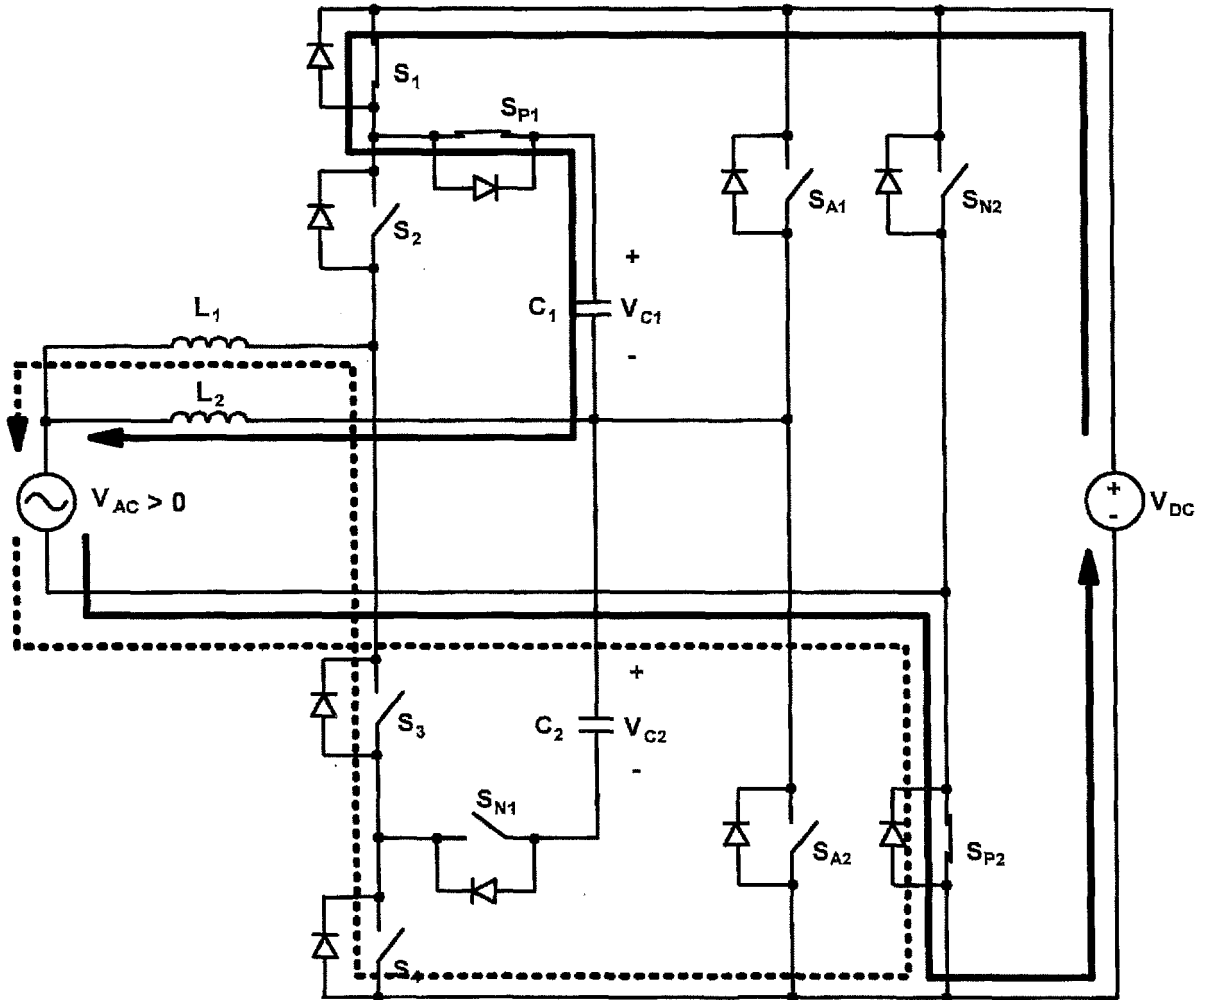 S1
SP1
SA1
SN2
S2
+
C1
VC1
-
L1
L2
VAC > 0
+
-
VDC
+
S3
C2
VC2
-
SN1
SA2
SP2
S4